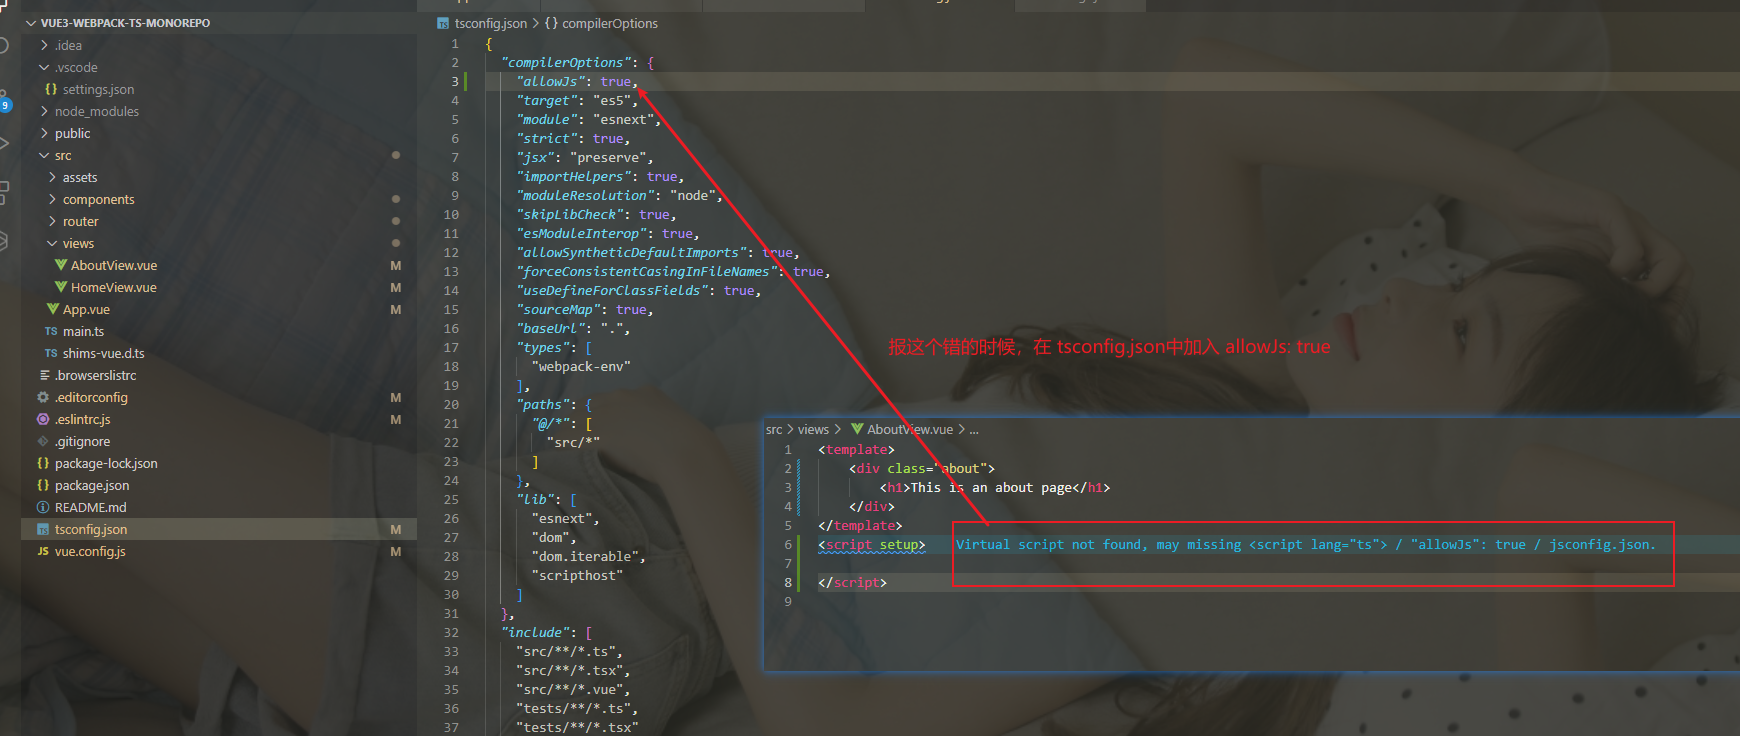 VUE3-WEBPACK-TS-MONOREPO
.idea
.vscode
settings.json
node_modules
9
public
src
assets
components
router
views
AboutView.vue M
HomeView.vue M
App.vue M
TS main.ts
TS shims-vue.d.ts
.browserslistrc
.editorconfig M
.eslintrc.js M
.gitignore
package-lock.json
package.json
README.md
tsconfig.json M
JS vue.config.js M
TS tsconfig.json > {} compilerOptions
1 {
2 "compilerOptions": {
3 "allowJs": true,
4 "target": "es5",
5 "module": "esnext",
6 "strict": true,
7 "jsx": "preserve",
8 "importHelpers": true,
9 "moduleResolution": "node",
10 "skipLibCheck": true,
11 "esModuleInterop": true,
12 "allowSyntheticDefaultImports": true,
13 "forceConsistentCasingInFileNames": true,
14 "useDefineForClassFields": true,
15 "sourceMap": true,
16 "baseUrl": ".",
17 "types": [
18 "webpack-env"
19 ],
20 "paths": {
21 "@/*": [
22 "src/*"
23 ]
24 },
25 "lib": [
26 "esnext",
27 "dom",
28 "dom.iterable",
29 "scripthost"
30 ]
31 },
32 "include": [
33 "src/**/*.ts",
34 "src/**/*.tsx",
35 "src/**/*.vue",
36 "tests/**/*.ts",
37 "tests/**/*.tsx"
报这个错的时候，在 tsconfig.json中加入 allowJs: true
src > views > AboutView.vue > ...
1 <template>
2 <div class="about">
3 <h1>This is an about page</h1>
4 </div>
5 </template>
6 <script setup> Virtual script not found, may missing <script lang="ts"> / "allowJs": true / jsconfig.json.
7
8 </script>
9